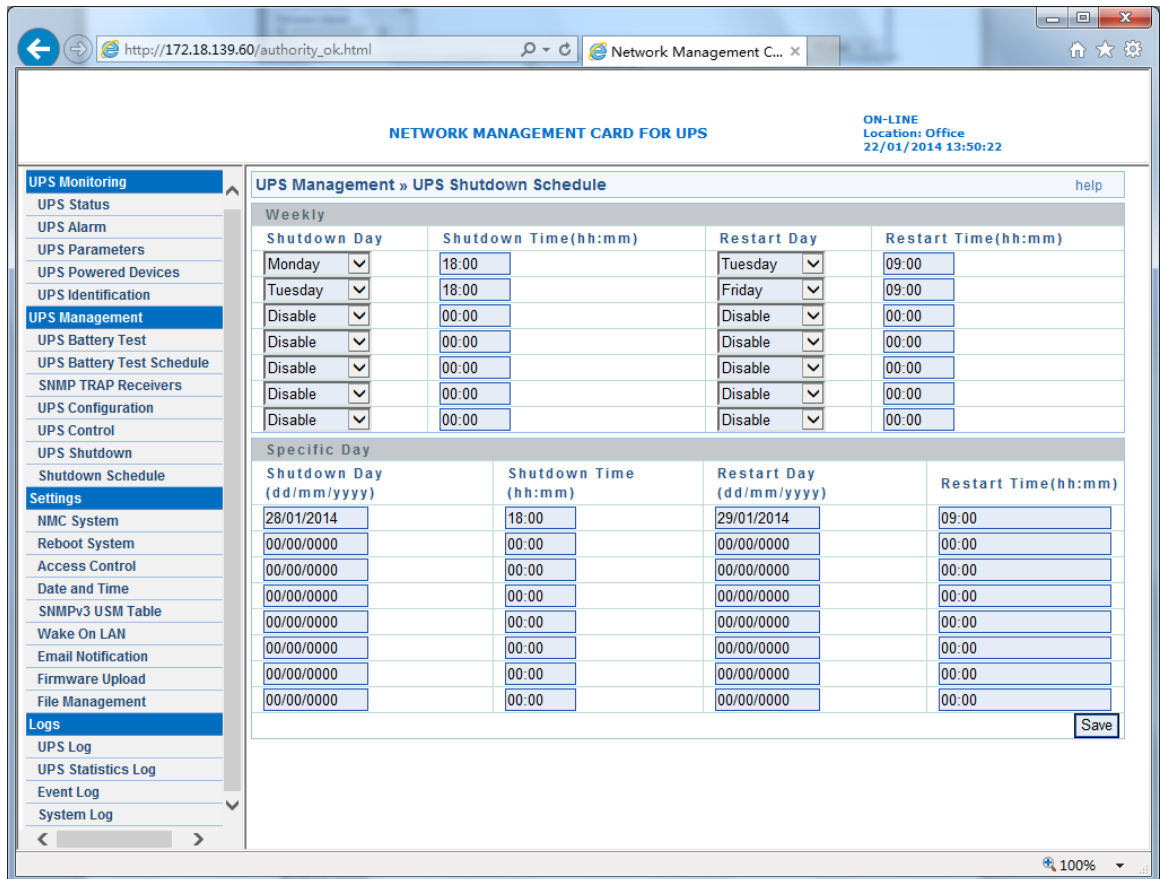 http://172.18.139.60/authority_ok.html
Network Management C...
NETWORK MANAGEMENT CARD FOR UPS
ON-LINE
Location: Office
22/01/2014 13:50:22
UPS Monitoring
UPS Status
UPS Alarm
UPS Parameters
UPS Powered Devices
UPS Identification
UPS Management
UPS Battery Test
UPS Battery Test Schedule
SNMP TRAP Receivers
UPS Configuration
UPS Control
UPS Shutdown
Shutdown Schedule
Settings
NMC System
Reboot System
Access Control
Date and Time
SNMPv3 USM Table
Wake On LAN
Email Notification
Firmware Upload
File Management
Logs
UPS Log
UPS Statistics Log
Event Log
System Log
UPS Management » UPS Shutdown Schedule help
Weekly
Shutdown Day Shutdown Time(hh:mm) Restart Day Restart Time(hh:mm)
Monday 18:00 Tuesday 09:00
Tuesday 18:00 Friday 09:00
Disable 00:00 Disable 00:00
Disable 00:00 Disable 00:00
Disable 00:00 Disable 00:00
Disable 00:00 Disable 00:00
Disable 00:00 Disable 00:00
Specific Day
Shutdown Day (dd/mm/yyyy) Shutdown Time (hh:mm) Restart Day (dd/mm/yyyy) Restart Time(hh:mm)
28/01/2014 18:00 29/01/2014 09:00
00/00/0000 00:00 00/00/0000 00:00
00/00/0000 00:00 00/00/0000 00:00
00/00/0000 00:00 00/00/0000 00:00
00/00/0000 00:00 00/00/0000 00:00
00/00/0000 00:00 00/00/0000 00:00
00/00/0000 00:00 00/00/0000 00:00
00/00/0000 00:00 00/00/0000 00:00
Save
100%